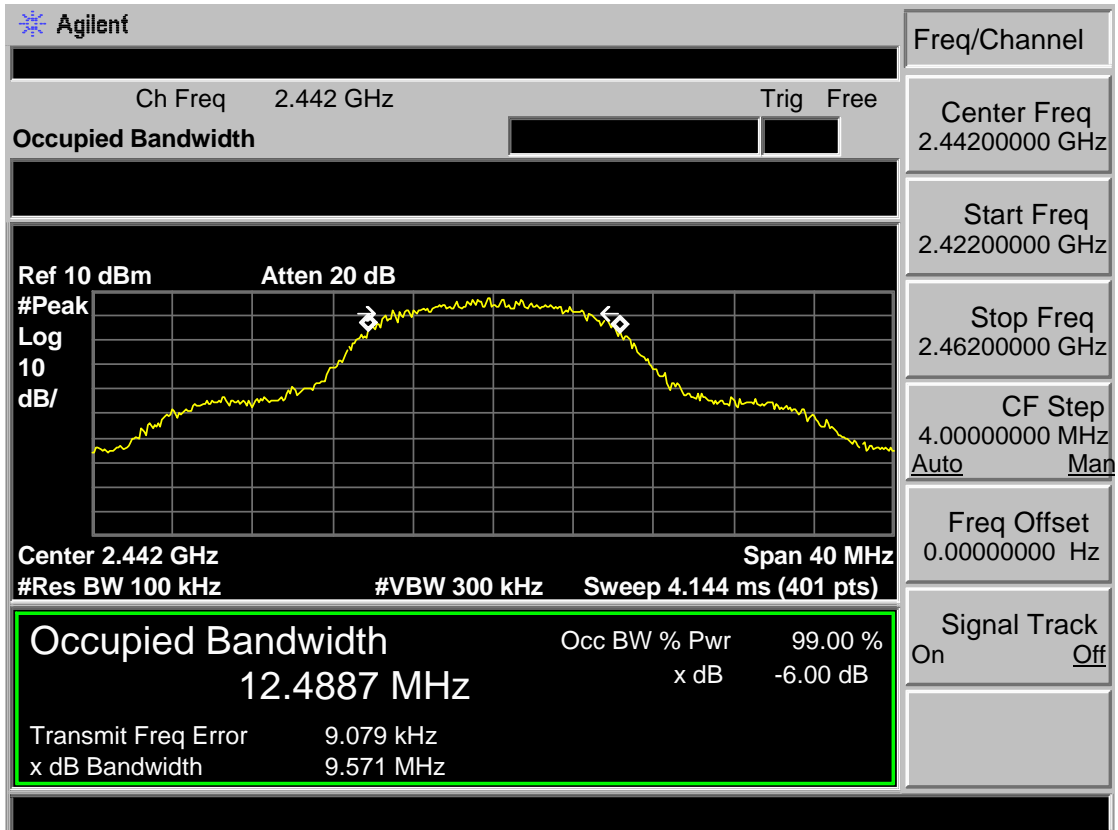 Agilent
Freq/Channel
Ch Freq 2.442 GHz Trig Free
Occupied Bandwidth
Center Freq
2.44200000 GHz
Start Freq
2.42200000 GHz
Stop Freq
2.46200000 GHz
CF Step
4.00000000 MHz
Auto Man
Freq Offset
0.00000000 Hz
Signal Track
On Off
Ref 10 dBm Atten 20 dB
#Peak
Log
10
dB/
Center 2.442 GHz Span 40 MHz
#Res BW 100 kHz #VBW 300 kHz Sweep 4.144 ms (401 pts)
Occupied Bandwidth Occ BW % Pwr 99.00 %
12.4887 MHz x dB -6.00 dB
Transmit Freq Error 9.079 kHz
x dB Bandwidth 9.571 MHz